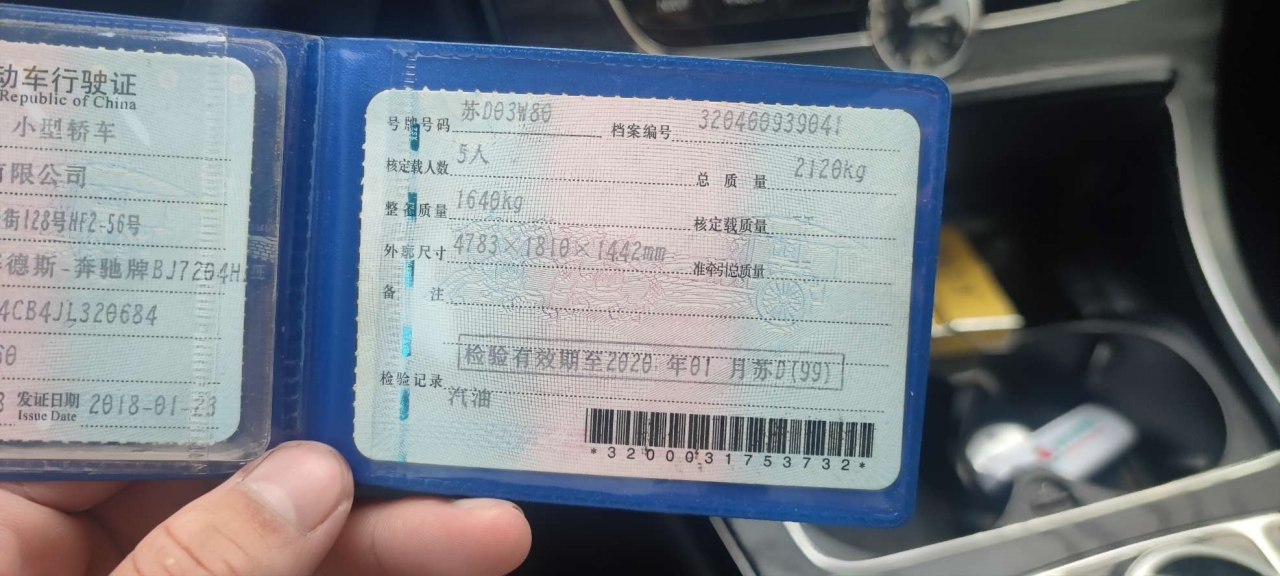 动车行驶证
Republic of China
小型轿车
有限公司
街128号HF2-56号
德斯-奔驰牌BJ7204H
4CB4JL320684
60
发证日期 2018-01-23
Issue Date
号牌号码 苏D03W80 档案编号 320400939041
核定载人数 5人 总质量 2120kg
整备质量 1640kg 核定载质量
外廓尺寸 4783×1810×1442mm 准牵引总质量
备注
检验有效期至2020年01月苏D(99)
检验记录
汽油
*3200031753732*